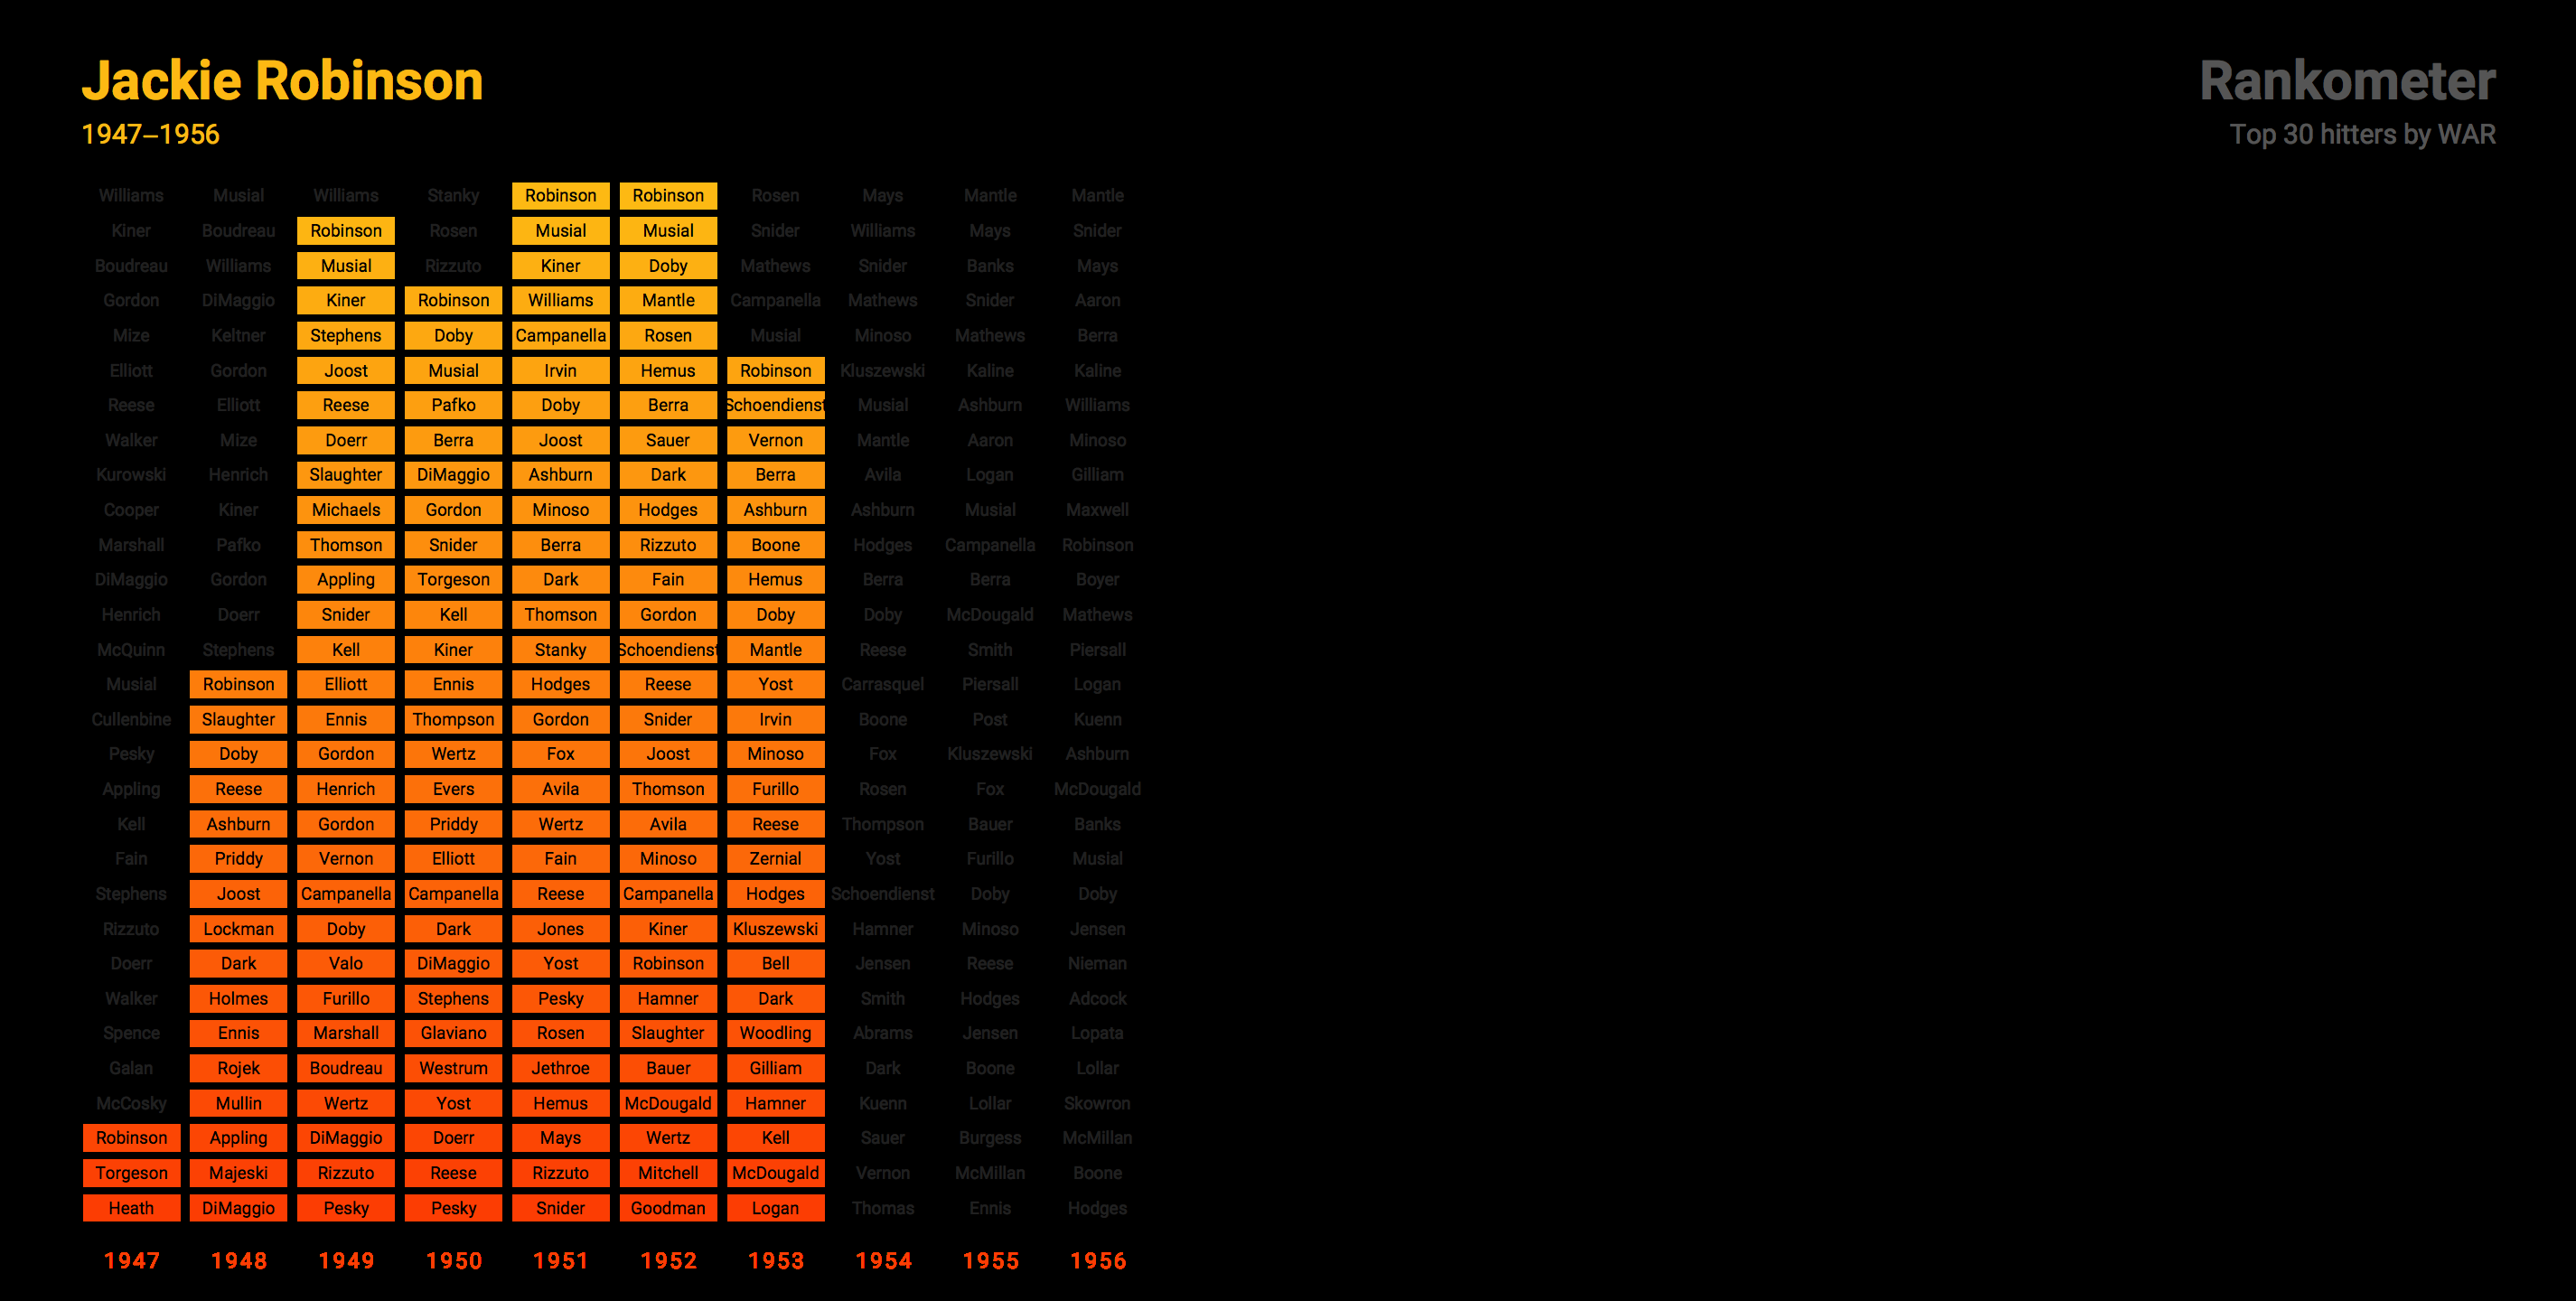 Jackie Robinson
1947–1956
Rankometer
Top 30 hitters by WAR
Williams Musial Williams Stanky Robinson Robinson Rosen Mays Mantle Mantle
Kiner Boudreau Robinson Rosen Musial Musial Snider Williams Mays Snider
Boudreau Williams Musial Rizzuto Kiner Doby Mathews Snider Banks Mays
Gordon DiMaggio Kiner Robinson Williams Mantle Campanella Mathews Snider Aaron
Mize Keltner Stephens Doby Campanella Rosen Musial Minoso Mathews Berra
Elliott Gordon Joost Musial Irvin Hemus Robinson Kluszewski Kaline Kaline
Reese Elliott Reese Pafko Doby Berra Schoendienst Musial Ashburn Williams
Walker Mize Doerr Berra Joost Sauer Vernon Mantle Aaron Minoso
Kurowski Henrich Slaughter DiMaggio Ashburn Dark Berra Avila Logan Gilliam
Cooper Kiner Michaels Gordon Minoso Hodges Ashburn Ashburn Musial Maxwell
Marshall Pafko Thomson Snider Berra Rizzuto Boone Hodges Campanella Robinson
DiMaggio Gordon Appling Torgeson Dark Fain Hemus Berra Berra Boyer
Henrich Doerr Snider Kell Thomson Gordon Doby Doby McDougald Mathews
McQuinn Stephens Kell Kiner Stanky Schoendienst Mantle Reese Smith Piersall
Musial Robinson Elliott Ennis Hodges Reese Yost Carrasquel Piersall Logan
Cullenbine Slaughter Ennis Thompson Gordon Snider Irvin Boone Post Kuenn
Pesky Doby Gordon Wertz Fox Joost Minoso Fox Kluszewski Ashburn
Appling Reese Henrich Evers Avila Thomson Furillo Rosen Fox McDougald
Kell Ashburn Gordon Priddy Wertz Avila Reese Thompson Bauer Banks
Fain Priddy Vernon Elliott Fain Minoso Zernial Yost Furillo Musial
Stephens Joost Campanella Campanella Reese Campanella Hodges Schoendienst Doby Doby
Rizzuto Lockman Doby Dark Jones Kiner Kluszewski Hamner Minoso Jensen
Doerr Dark Valo DiMaggio Yost Robinson Bell Jensen Reese Nieman
Walker Holmes Furillo Stephens Pesky Hamner Dark Smith Hodges Adcock
Spence Ennis Marshall Glaviano Rosen Slaughter Woodling Abrams Jensen Lopata
Galan Rojek Boudreau Westrum Jethroe Bauer Gilliam Dark Boone Lollar
McCosky Mullin Wertz Yost Hemus McDougald Hamner Kuenn Lollar Skowron
Robinson Appling DiMaggio Doerr Mays Wertz Kell Sauer Burgess McMillan
Torgeson Majeski Rizzuto Reese Rizzuto Mitchell McDougald Vernon McMillan Boone
Heath DiMaggio Pesky Pesky Snider Goodman Logan Thomas Ennis Hodges
1947 1948 1949 1950 1951 1952 1953 1954 1955 1956